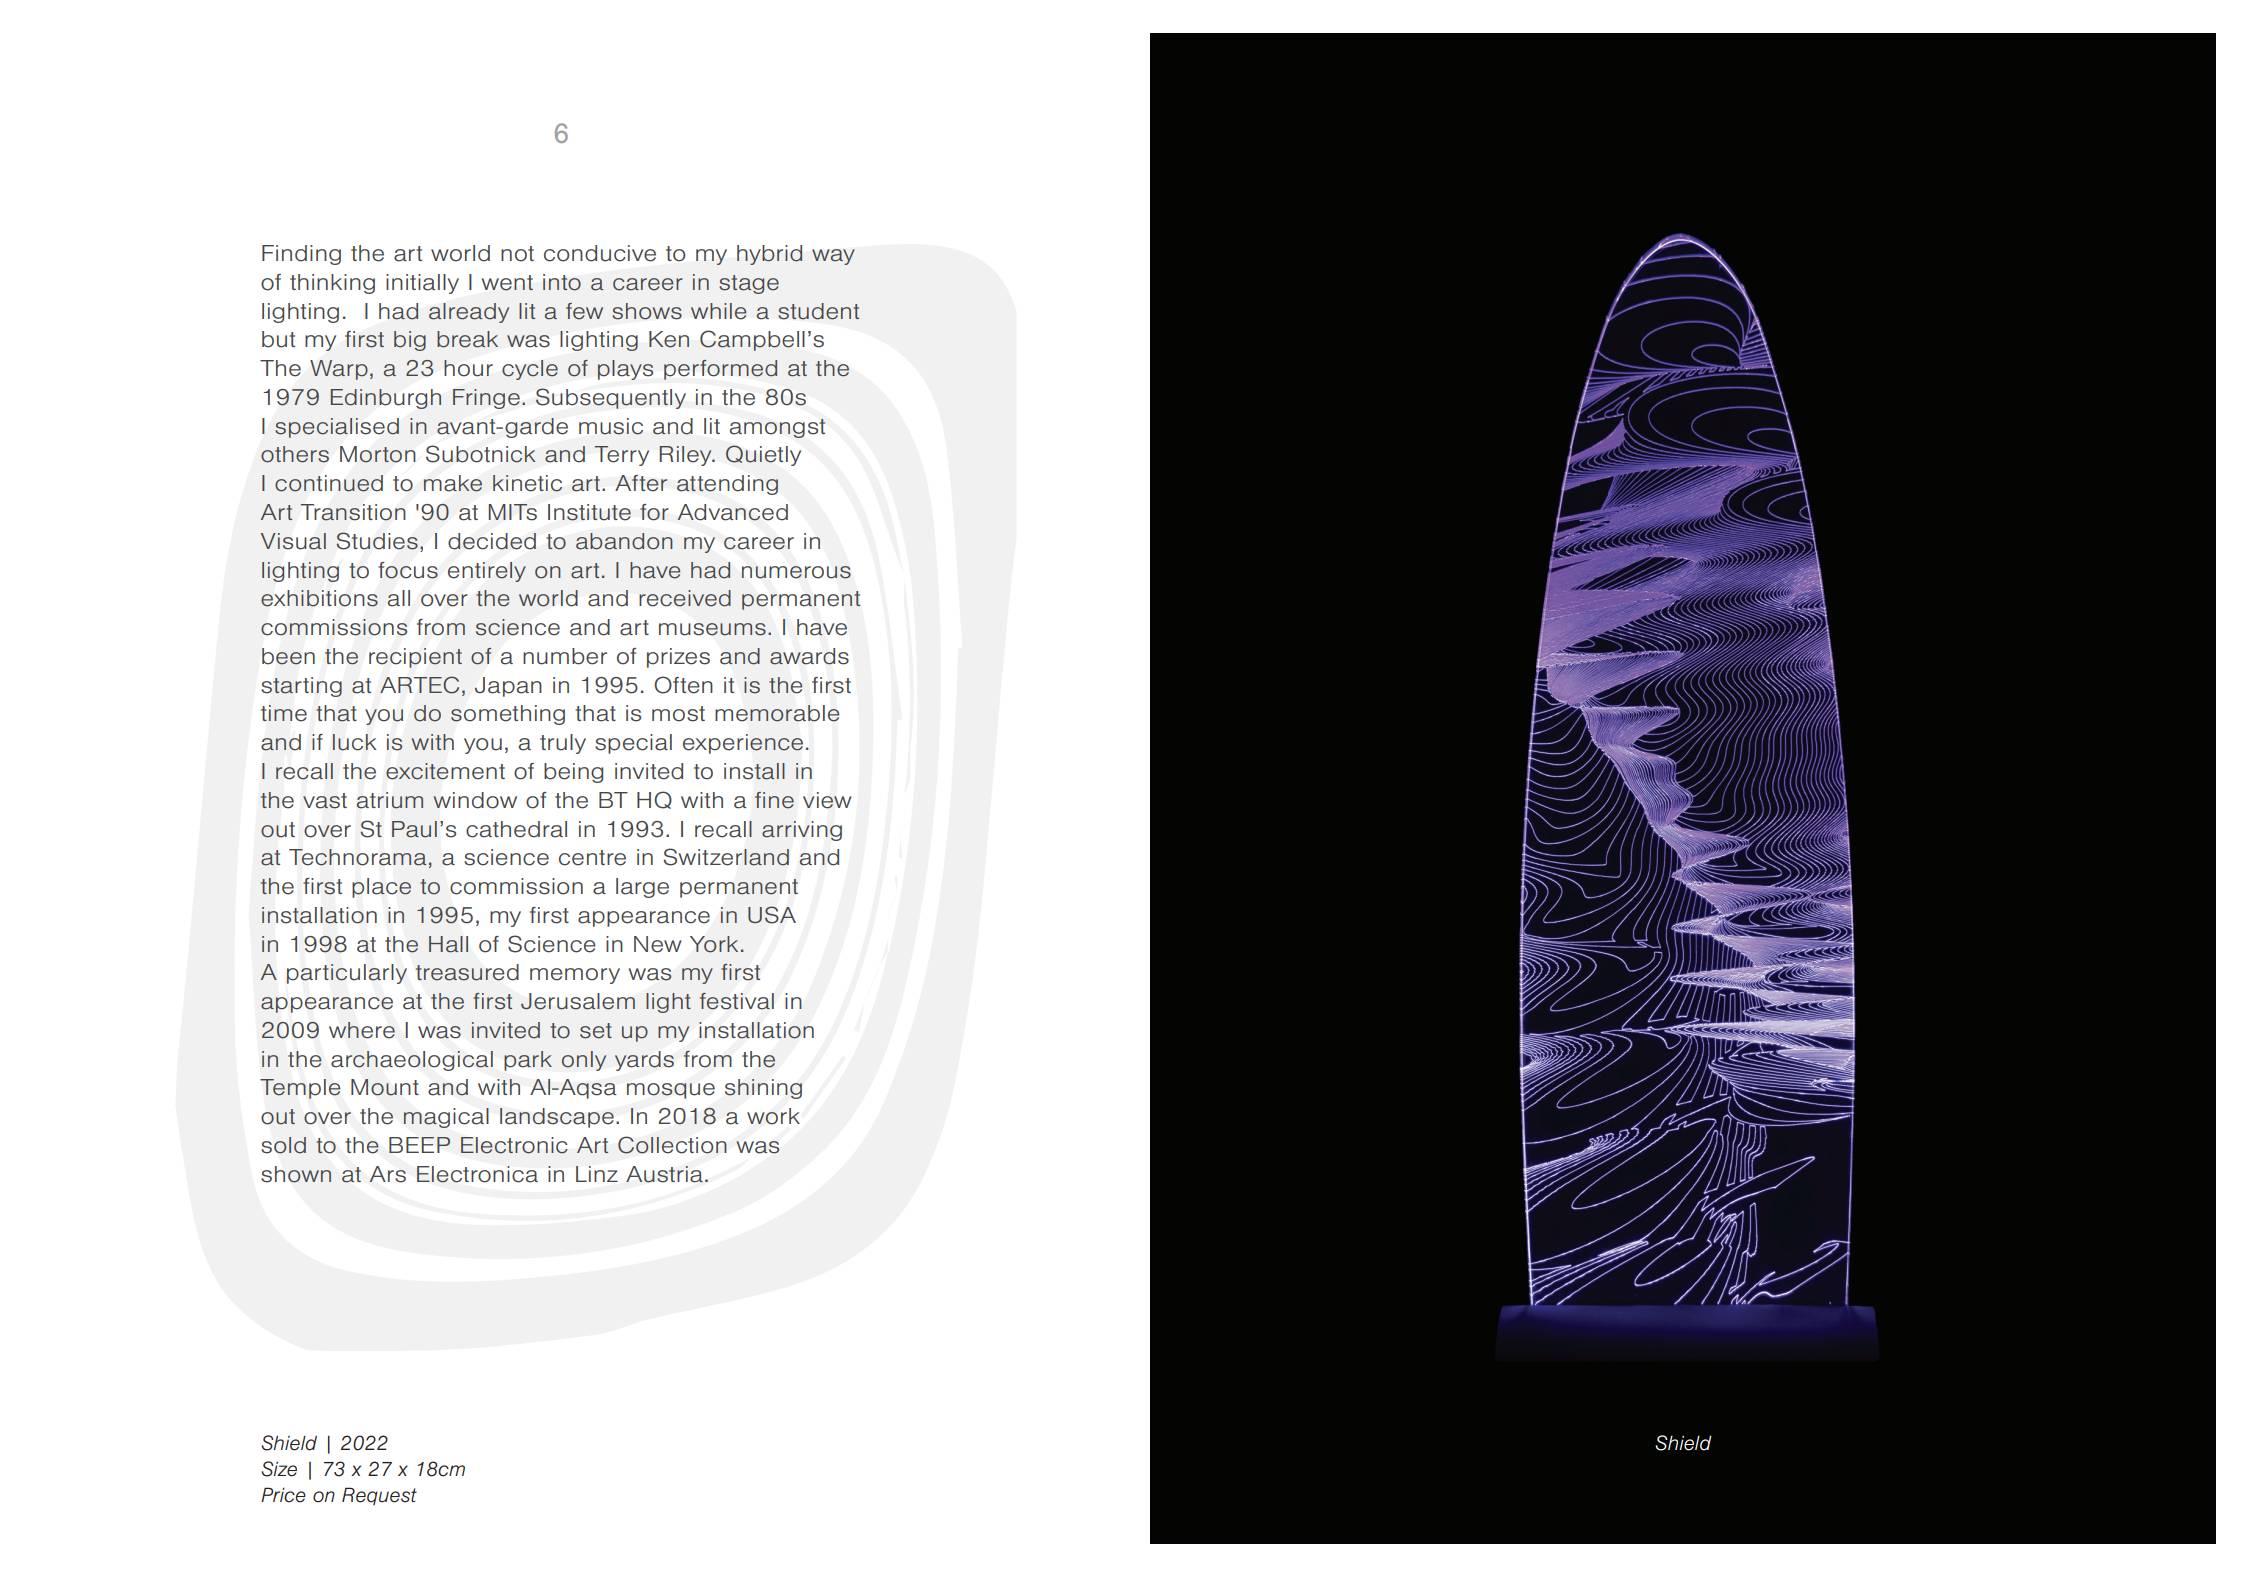 6
Finding the art world not conducive to my hybrid way
of thinking initially I went into a career in stage
lighting.  I had already lit a few shows while a student
but my first big break was lighting Ken Campbell’s
The Warp, a 23 hour cycle of plays performed at the
1979 Edinburgh Fringe. Subsequently in the 80s
I specialised in avant-garde music and lit amongst
others Morton Subotnick and Terry Riley. Quietly
I continued to make kinetic art. After attending
Art Transition '90 at MITs Institute for Advanced
Visual Studies, I decided to abandon my career in
lighting to focus entirely on art. I have had numerous
exhibitions all over the world and received permanent
commissions from science and art museums. I have
been the recipient of a number of prizes and awards
starting at ARTEC, Japan in 1995. Often it is the first
time that you do something that is most memorable
and if luck is with you, a truly special experience.
I recall the excitement of being invited to install in
the vast atrium window of the BT HQ with a fine view
out over St Paul’s cathedral in 1993. I recall arriving
at Technorama, a science centre in Switzerland and
the first place to commission a large permanent
installation in 1995, my first appearance in USA
in 1998 at the Hall of Science in New York.
A particularly treasured memory was my first
appearance at the first Jerusalem light festival in
2009 where I was invited to set up my installation
in the archaeological park only yards from the
Temple Mount and with Al-Aqsa mosque shining
out over the magical landscape. In 2018 a work
sold to the BEEP Electronic Art Collection was
shown at Ars Electronica in Linz Austria.
Shield | 2022
Size | 73 x 27 x 18cm
Price on Request
Shield